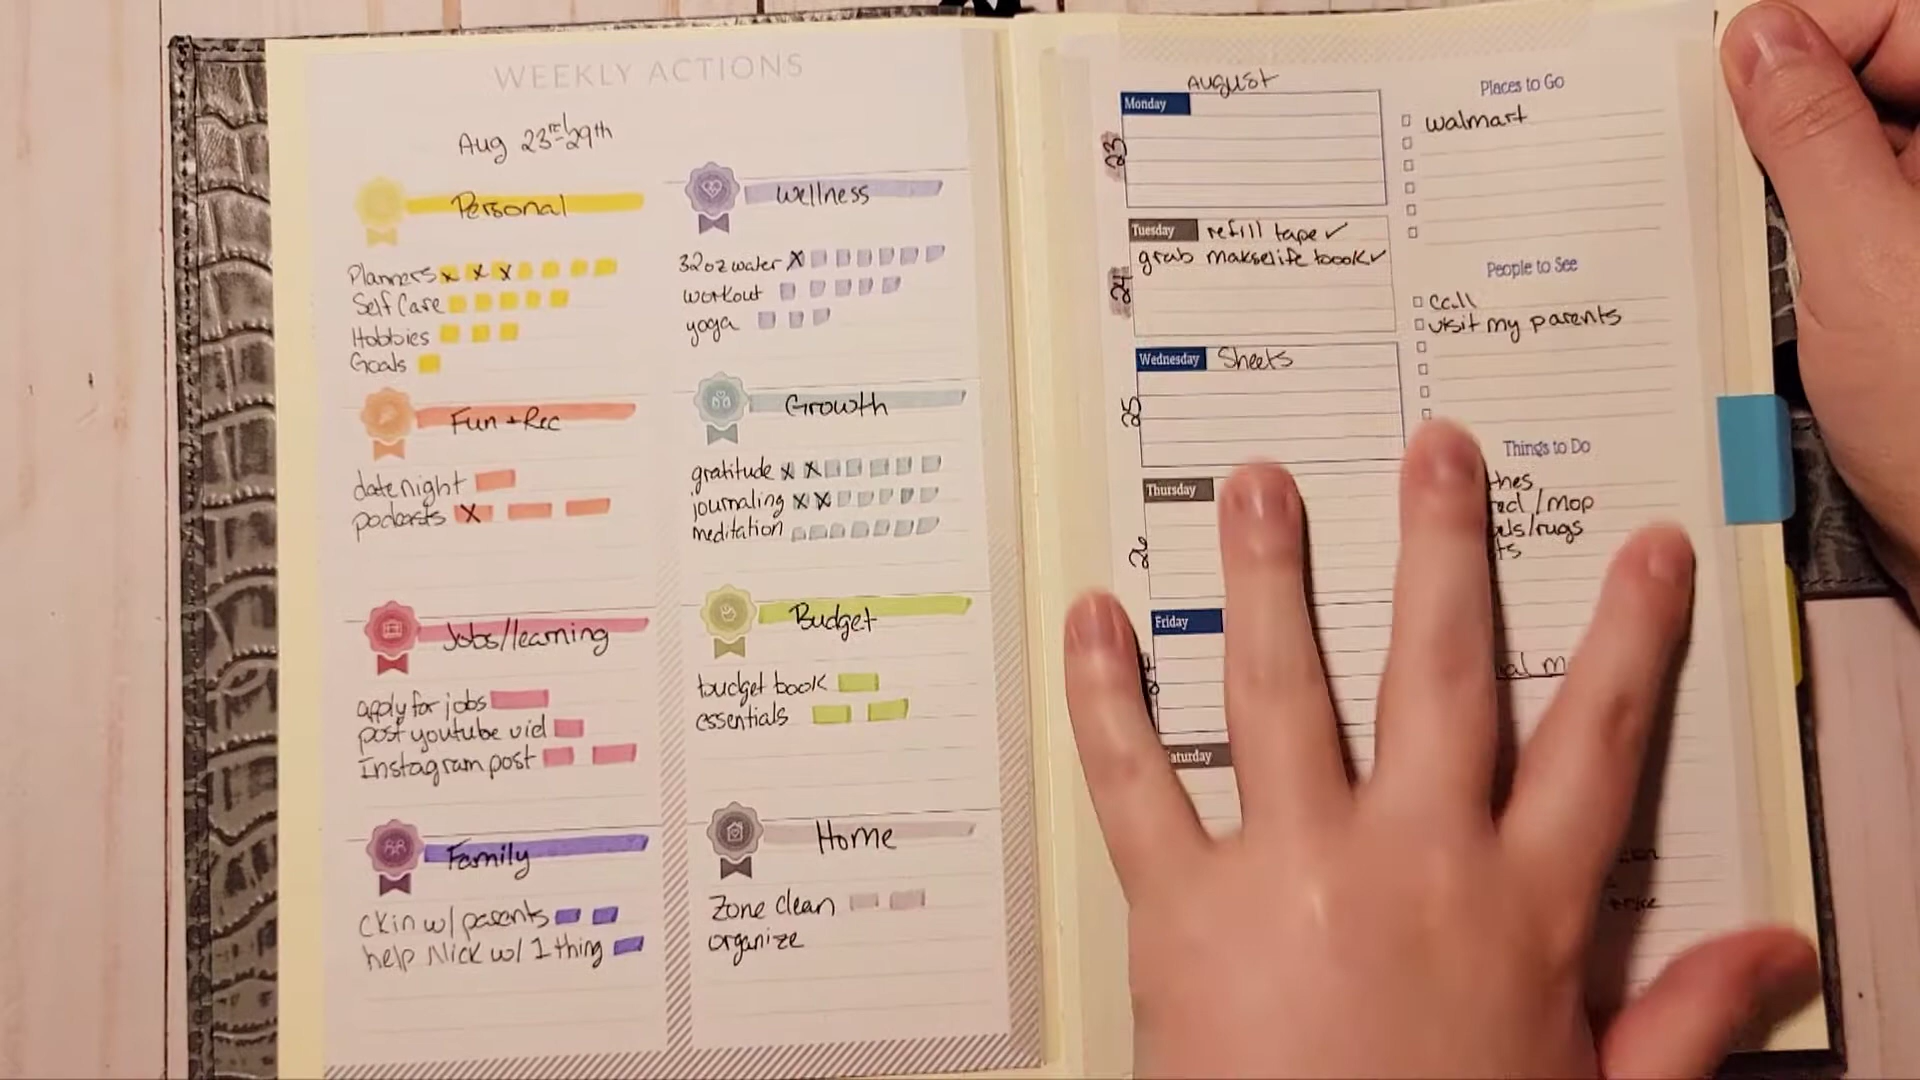 WEEKLY ACTIONS
Aug 23rd-29th
Personal
Planners x x x
Self Care
Hobbies
Goals
Fun + Rec
date night
podcasts X
Jobs/learning
apply for jobs
post youtube vid
Instagram post
Family
Ckin w/ parents
help Nick w/ 1 thing
Wellness
32oz water X
workout
yoga
Growth
gratitude x x
journaling x x
meditation
Budget
budget book
essentials
Home
Zone clean
organize
August
Monday
23
Tuesday refill tape ✓
grab makselife book ✓
24
Wednesday Sheets
25
Thursday
26
Friday
aturday
Places to Go
walmart
People to See
Call
visit my parents
Things to Do
/mop
/rugs